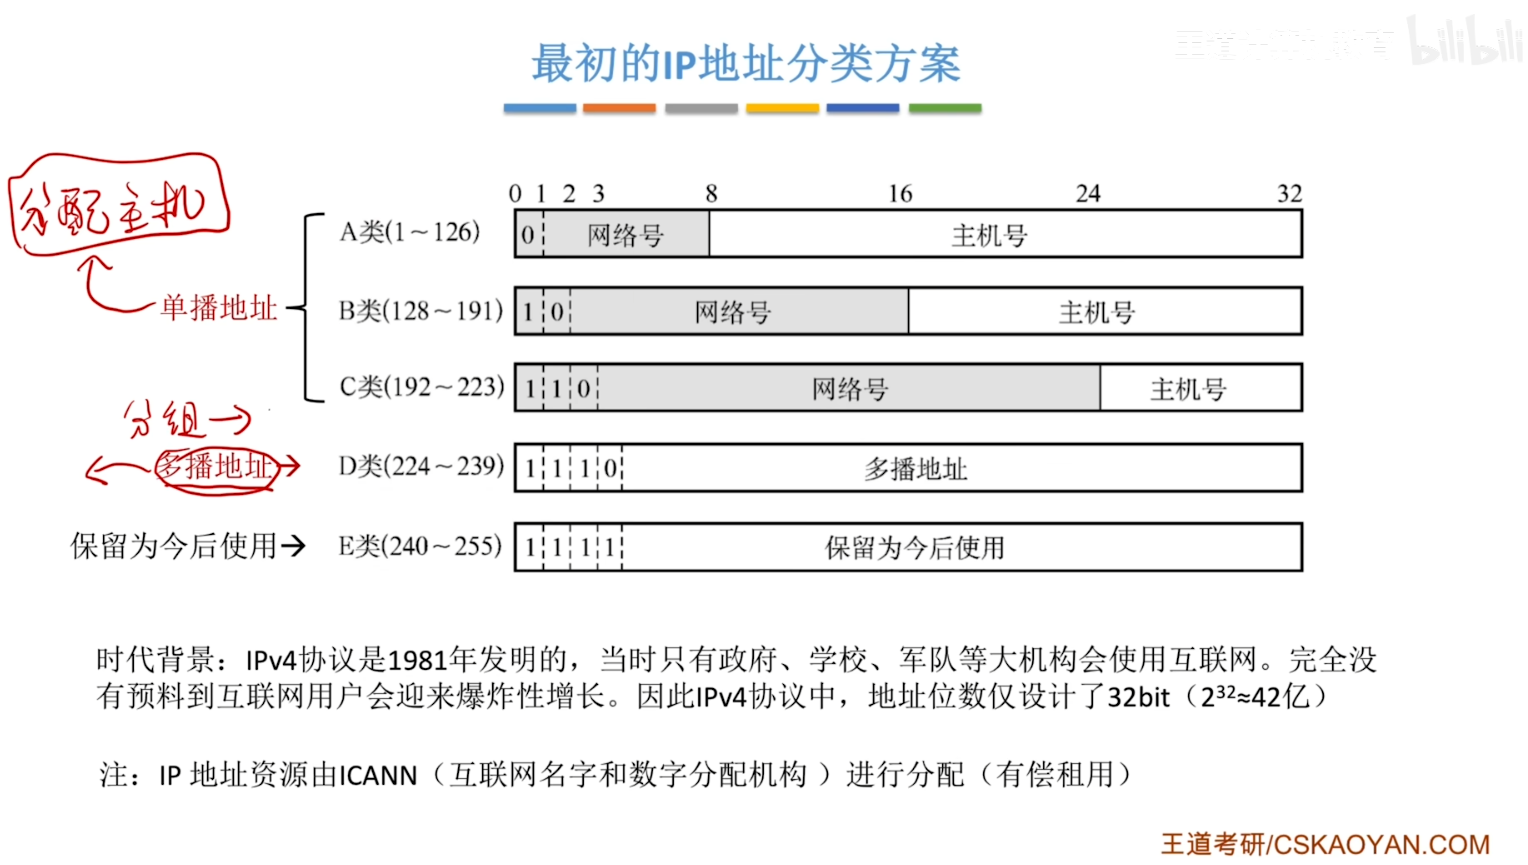 bilibili
最初的IP地址分类方案
0 1 2 3 8 16 24 32
分配主机
A类(1～126) 0 网络号 主机号
单播地址
B类(128～191) 1 0 网络号 主机号
C类(192～223) 1 1 0 网络号 主机号
分组→
多播地址→ D类(224～239) 1 1 1 0 多播地址
保留为今后使用→ E类(240～255) 1 1 1 1 保留为今后使用
时代背景：IPv4协议是1981年发明的，当时只有政府、学校、军队等大机构会使用互联网。完全没
有预料到互联网用户会迎来爆炸性增长。因此IPv4协议中，地址位数仅设计了32bit（2³²≈42亿）
注：IP 地址资源由ICANN（互联网名字和数字分配机构 ）进行分配（有偿租用）
王道考研/CSKAOYAN.COM